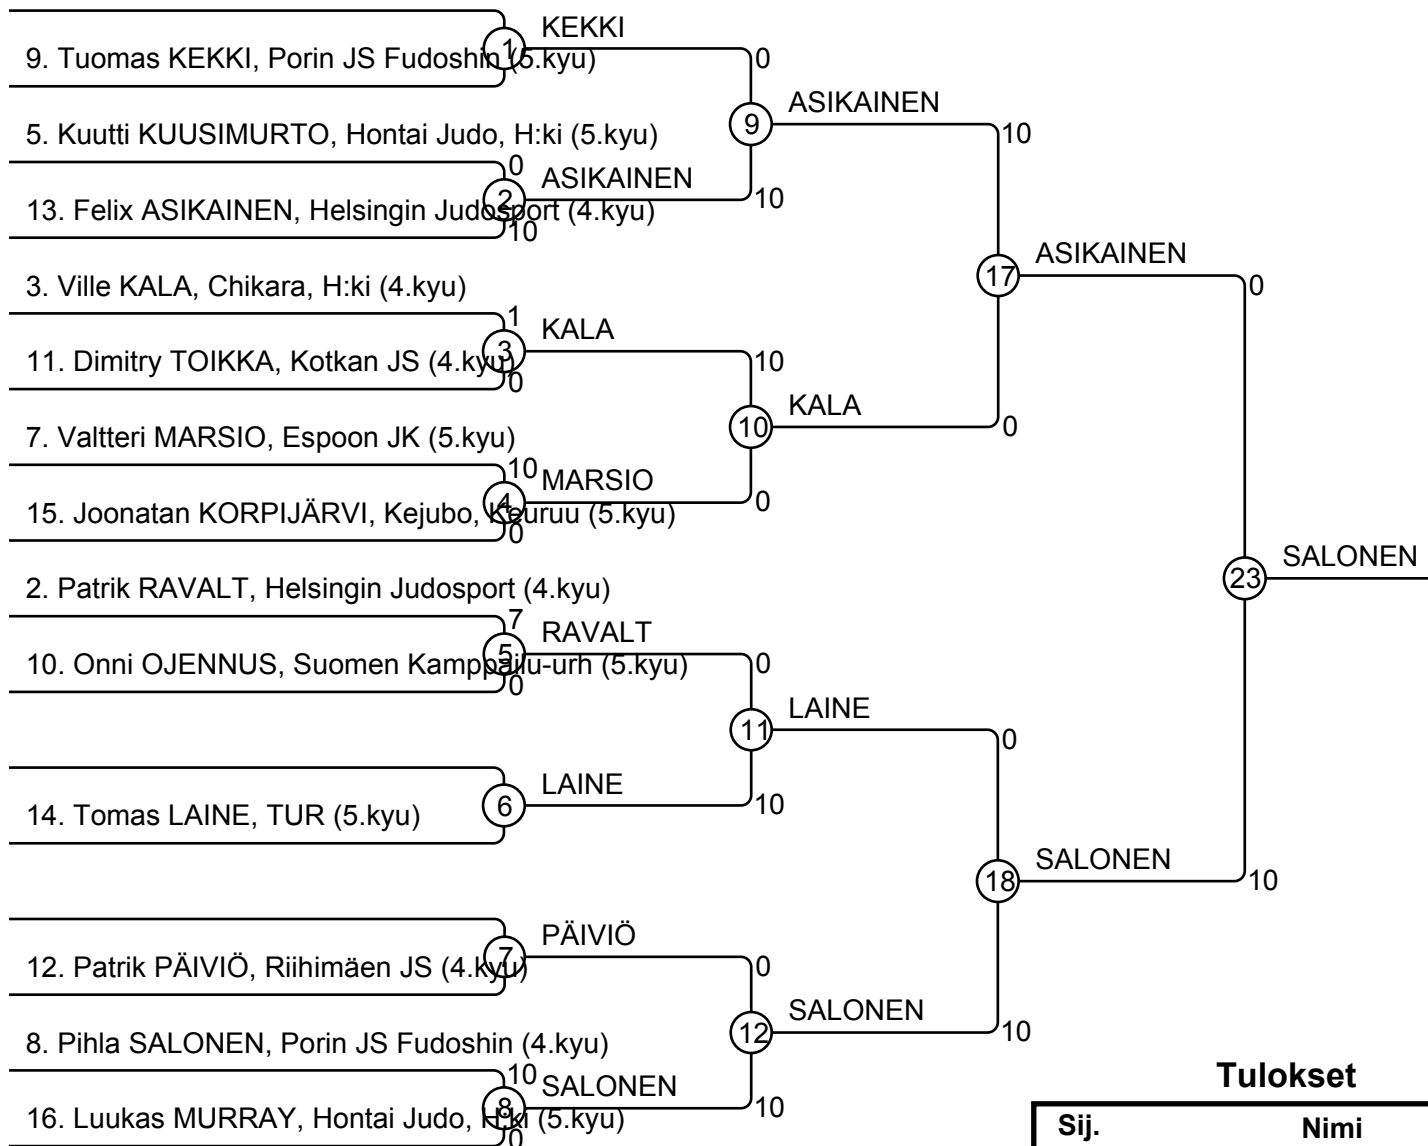 KEKKI
1
9. Tuomas KEKKI, Porin JS Fudoshin (5.kyu)
0
ASIKAINEN
9
10
5. Kuutti KUUSIMURTO, Hontai Judo, H:ki (5.kyu)
0
ASIKAINEN
2
10
13. Felix ASIKAINEN, Helsingin Judosport (4.kyu)
10
ASIKAINEN
17
0
3. Ville KALA, Chikara, H:ki (4.kyu)
1
KALA
3
10
11. Dimitry TOIKKA, Kotkan JS (4.kyu)
0
KALA
10
0
7. Valtteri MARSIO, Espoon JK (5.kyu)
10
MARSIO
4
0
15. Joonatan KORPIJÄRVI, Kejubo, Keuruu (5.kyu)
0
SALONEN
23
2. Patrik RAVALT, Helsingin Judosport (4.kyu)
7
RAVALT
5
0
10. Onni OJENNUS, Suomen Kamppailu-urh (5.kyu)
0
LAINE
11
0
LAINE
6
10
14. Tomas LAINE, TUR (5.kyu)
SALONEN
18
10
PÄIVIÖ
7
0
12. Patrik PÄIVIÖ, Riihimäen JS (4.kyu)
SALONEN
12
10
8. Pihla SALONEN, Porin JS Fudoshin (4.kyu)
10
SALONEN
8
10
16. Luukas MURRAY, Hontai Judo, H:ki (5.kyu)
0
Tulokset
Sij. Nimi